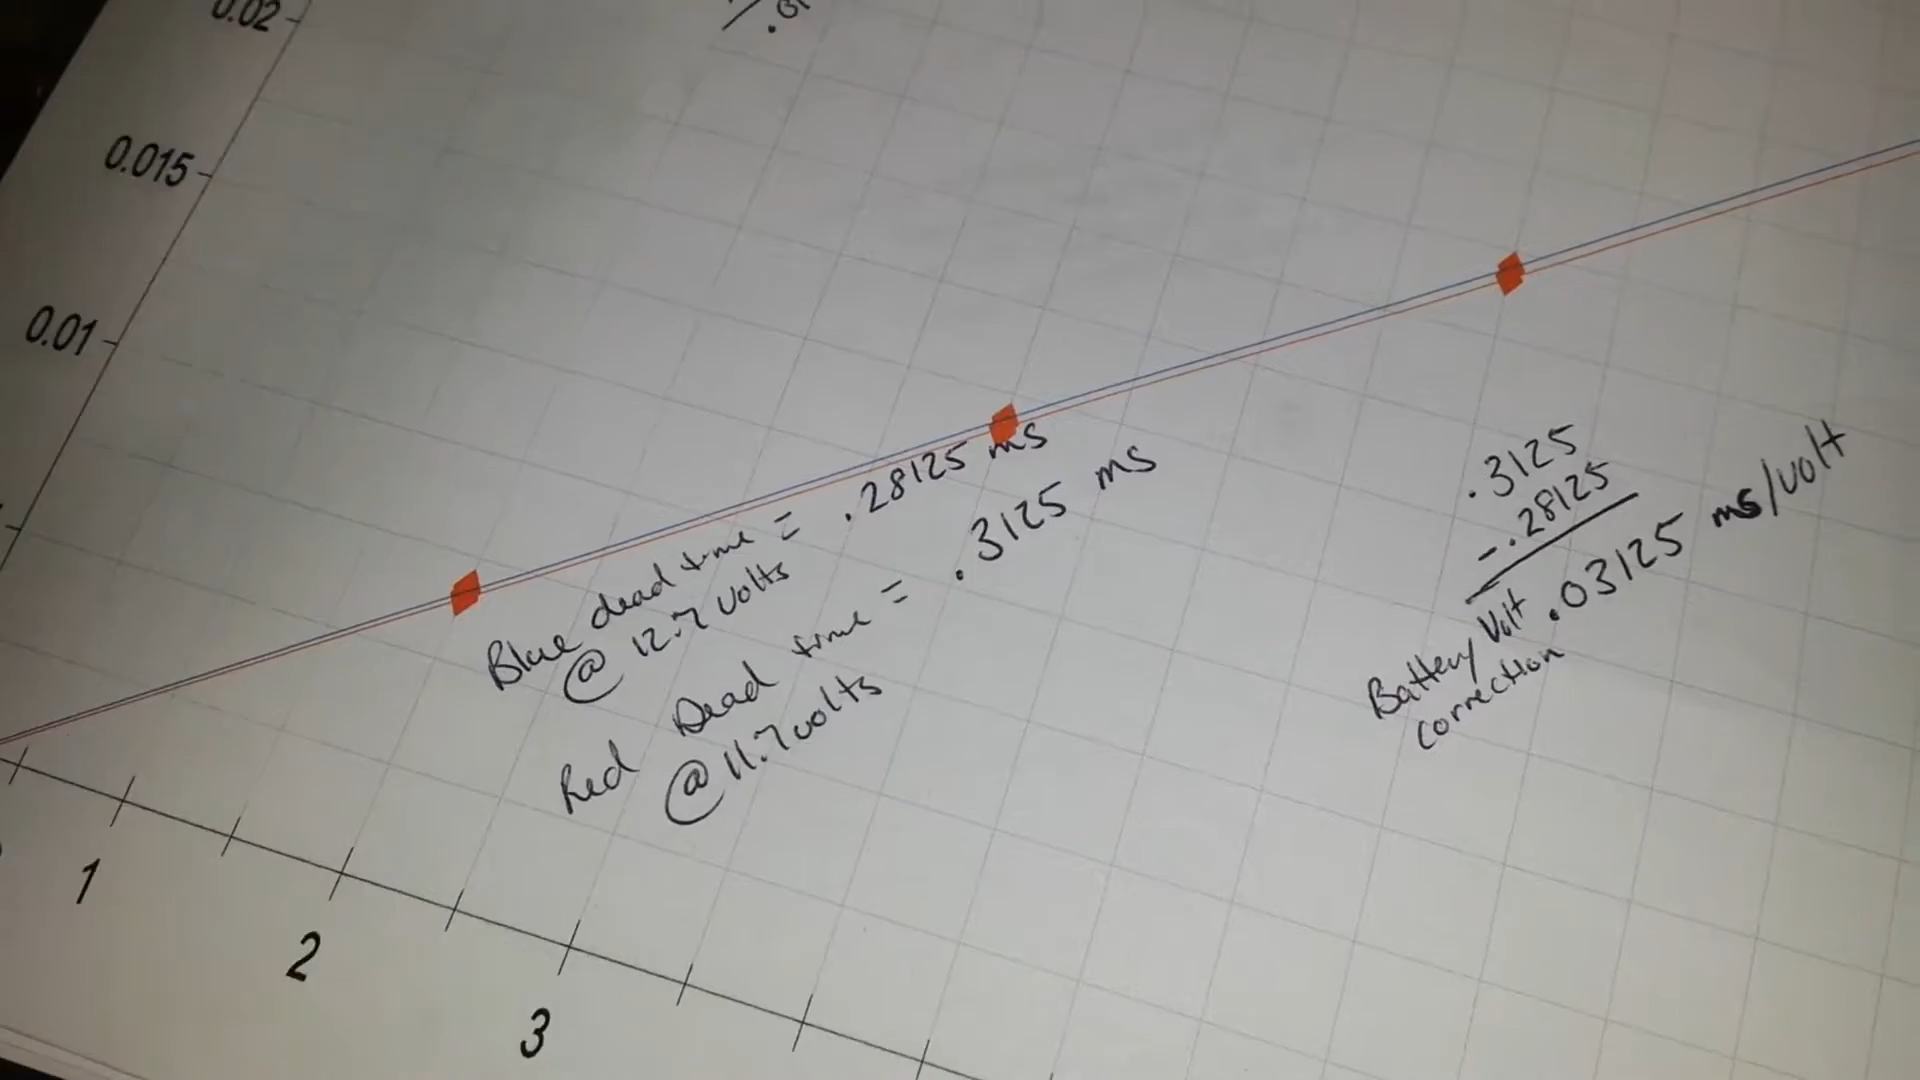 0.02
0.015
0.01
Blue dead time = .28125 ms
@ 12.7 volts
Red Dead time = .3125 ms
@ 11.7 volts
.3125
- .28125
.03125 ms/volt
Battery Volt
correction
1
2
3